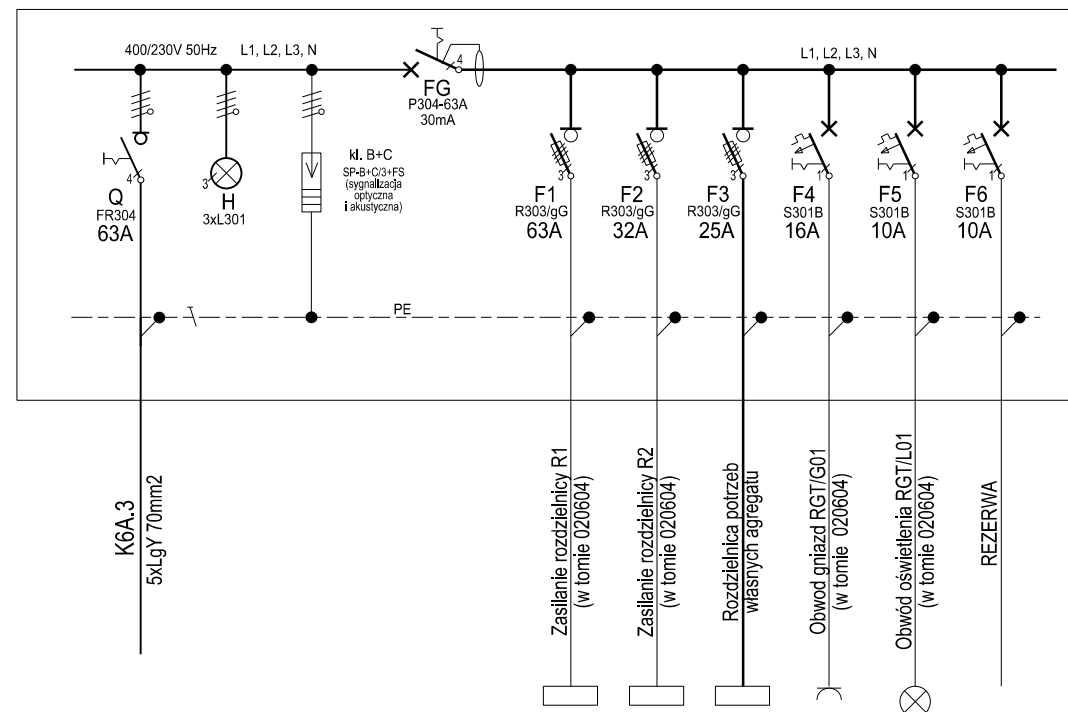 400/230V 50Hz
L1, L2, L3, N
4
FG
P304-63A
30mA
L1, L2, L3, N
4
Q
FR304
63A
3
H
3xL301
kl. B+C
SP-B+C/3+FS
(sygnalizacja
optyczna
i akustyczna)
3
F1
R303/gG
63A
3
F2
R303/gG
32A
3
F3
R303/gG
25A
1
F4
S301B
16A
1
F5
S301B
10A
1
F6
S301B
10A
PE
K6A.3
5xLgY 70mm2
Zasilanie rozdzielnicy R1
(w tomie 020604)
Zasilanie rozdzielnicy R2
(w tomie 020604)
Rozdzielnica potrzeb
własnych agregatu
Obwod gniazd RGT/G01
(w tomie 020604)
Obwód oświetlenia RGT/L01
(w tomie 020604)
REZERWA